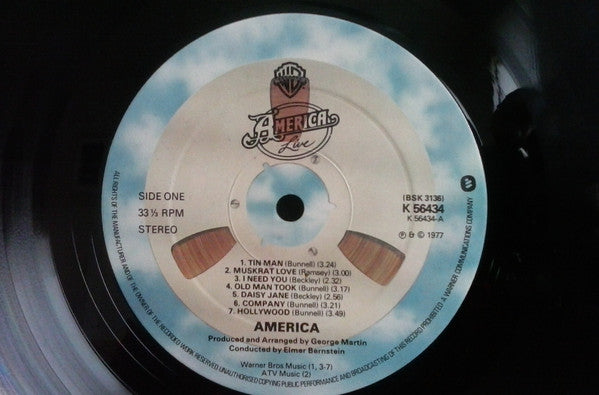 WB
AMERICA
Live
SIDE ONE
33⅓ RPM
STEREO
(BSK 3136)
K 56434
K 56434-A
℗ & © 1977
1. TIN MAN (Bunnell) (3.24)
2. MUSKRAT LOVE (Ramsey) (3.00)
3. I NEED YOU (Beckley) (2.32)
4. OLD MAN TOOK (Bunnell) (3.17)
5. DAISY JANE (Beckley) (2.56)
6. COMPANY (Bunnell) (3.21)
7. HOLLYWOOD (Bunnell) (3.49)
AMERICA
Produced and Arranged by George Martin
Conducted by Elmer Bernstein
Warner Bros Music (1, 3-7)
ATV Music (2)
ALL RIGHTS OF THE MANUFACTURER AND OF THE OWNER OF THE RECORDED WORK RESERVED UNAUTHORISED COPYING PUBLIC PERFORMANCE AND BROADCASTING OF THIS RECORD PROHIBITED A WARNER COMMUNICATIONS COMPANY